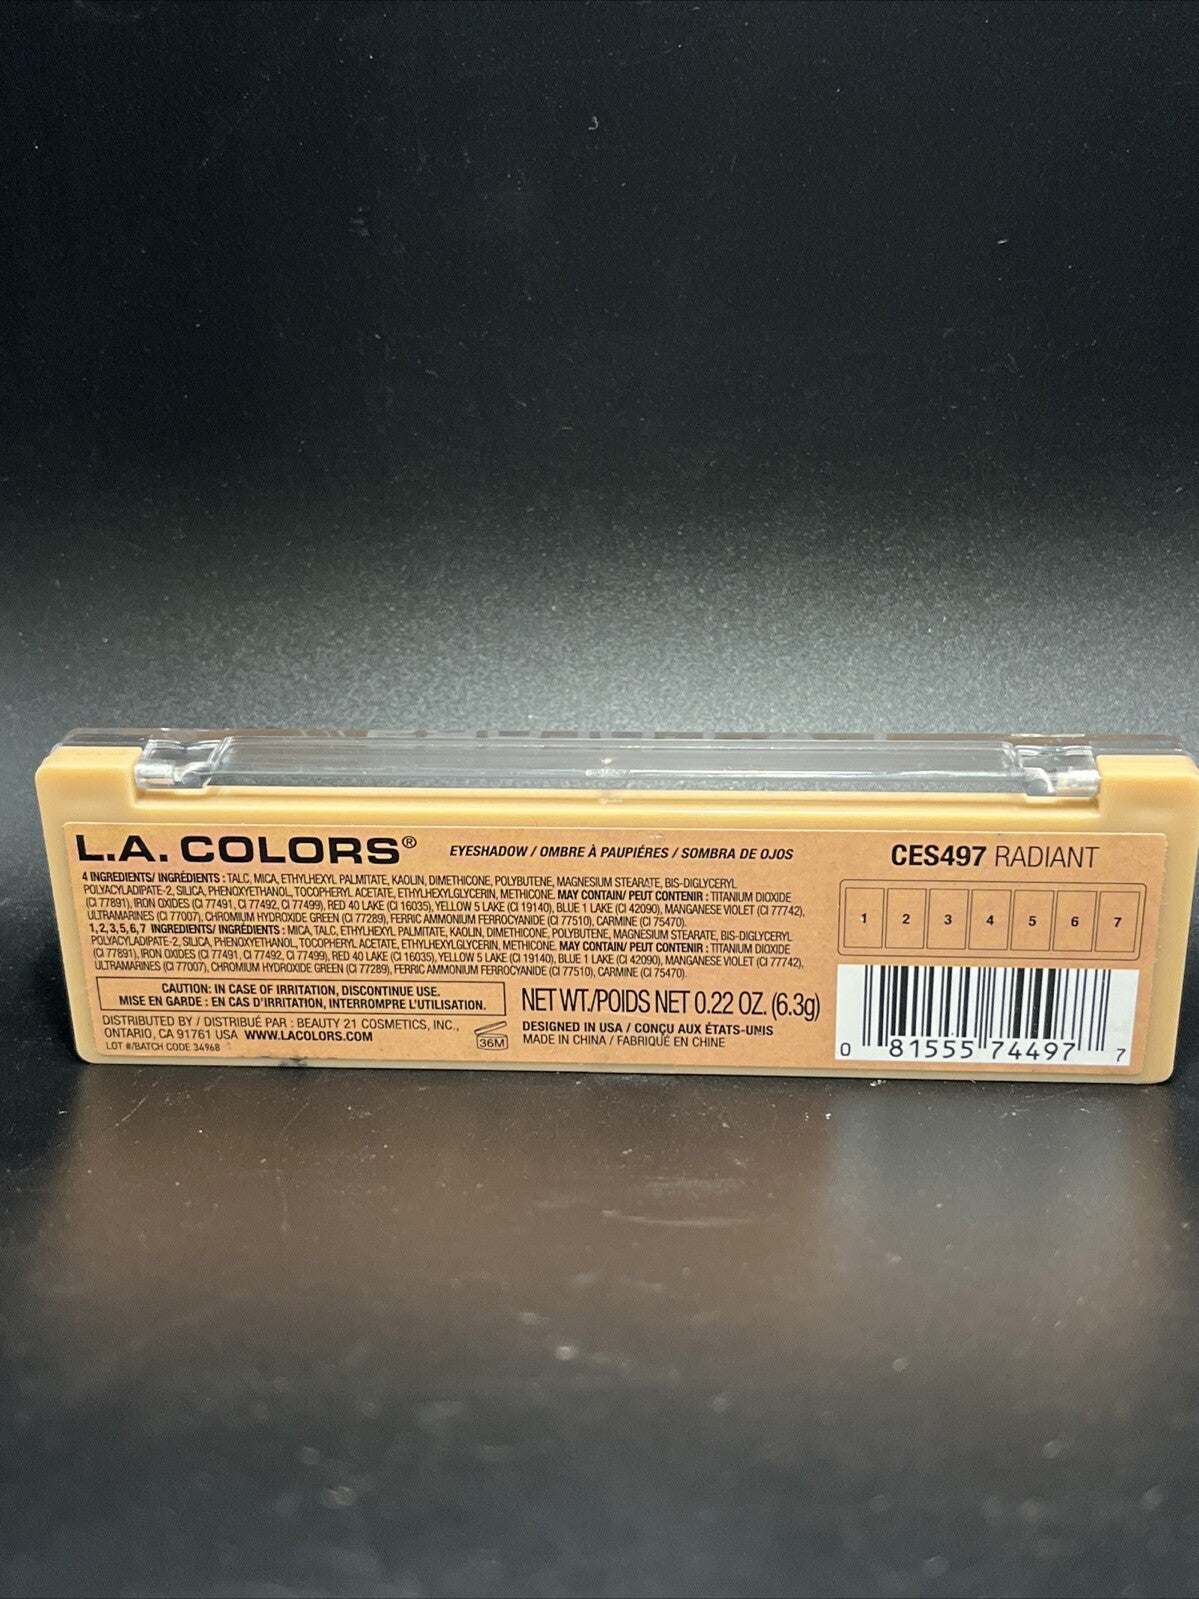 L.A. COLORS® EYESHADOW / OMBRE À PAUPIÉRES / SOMBRA DE OJOS
4 INGREDIENTS/ INGRÉDIENTS : TALC, MICA, ETHYLHEXYL PALMITATE, KAOLIN, DIMETHICONE, POLYBUTENE, MAGNESIUM STEARATE, BIS-DIGLYCERYL
POLYACYLADIPATE-2, SILICA, PHENOXYETHANOL, TOCOPHERYL ACETATE, ETHYLHEXYLGLYCERIN, METHICONE. MAY CONTAIN/ PEUT CONTENIR : TITANIUM DIOXIDE
(CI 77891), IRON OXIDES (CI 77491, CI 77492, CI 77499), RED 40 LAKE (CI 16035), YELLOW 5 LAKE (CI 19140), BLUE 1 LAKE (CI 42090), MANGANESE VIOLET (CI 77742),
ULTRAMARINES (CI 77007), CHROMIUM HYDROXIDE GREEN (CI 77289), FERRIC AMMONIUM FERROCYANIDE (CI 77510), CARMINE (CI 75470).
1, 2, 3, 5, 6, 7 INGREDIENTS/ INGRÉDIENTS : MICA, TALC, ETHYLHEXYL PALMITATE, KAOLIN, DIMETHICONE, POLYBUTENE, MAGNESIUM STEARATE, BIS-DIGLYCERYL
POLYACYLADIPATE-2, SILICA, PHENOXYETHANOL, TOCOPHERYL ACETATE, ETHYLHEXYLGLYCERIN, METHICONE. MAY CONTAIN/ PEUT CONTENIR : TITANIUM DIOXIDE
(CI 77891), IRON OXIDES (CI 77491, CI 77492, CI 77499), RED 40 LAKE (CI 16035), YELLOW 5 LAKE (CI 19140), BLUE 1 LAKE (CI 42090), MANGANESE VIOLET (CI 77742),
ULTRAMARINES (CI 77007), CHROMIUM HYDROXIDE GREEN (CI 77289), FERRIC AMMONIUM FERROCYANIDE (CI 77510), CARMINE (CI 75470).
CAUTION: IN CASE OF IRRITATION, DISCONTINUE USE.
MISE EN GARDE : EN CAS D'IRRITATION, INTERROMPRE L'UTILISATION.
DISTRIBUTED BY / DISTRIBUÉ PAR : BEAUTY 21 COSMETICS, INC.,
ONTARIO, CA 91761 USA WWW.LACOLORS.COM
LOT #/BATCH CODE 34968
36M
NET WT./POIDS NET 0.22 OZ. (6.3g)
DESIGNED IN USA / CONÇU AUX ÉTATS-UNIS
MADE IN CHINA / FABRIQUÉ EN CHINE
CES497 RADIANT
1 2 3 4 5 6 7
0 81555 74497 7